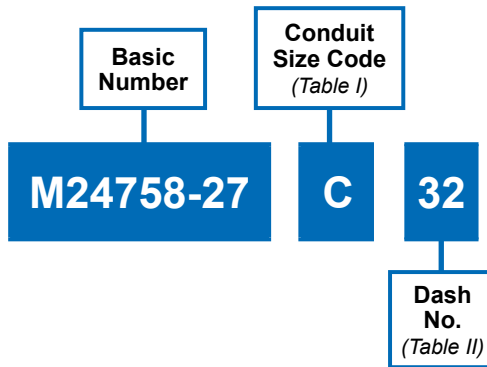 Basic
Number
Conduit
Size Code
(Table I)
M24758-27
C
32
Dash
No.
(Table II)